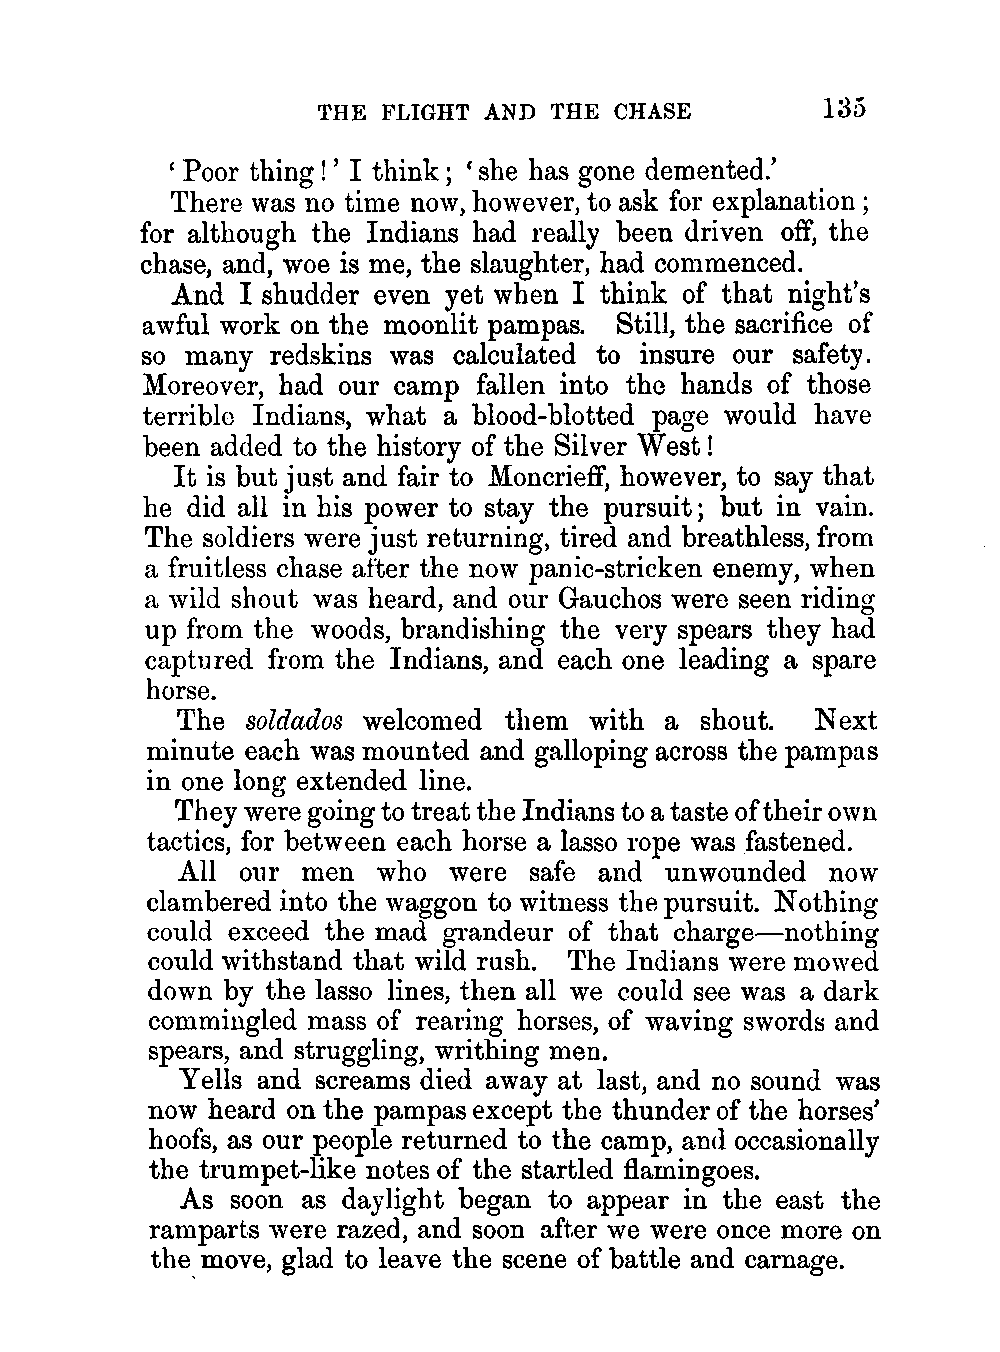 THE FLIGHT AND THE CHASE 135
‘Poor thing!’ I think; ‘she has gone demented.’
There was no time now, however, to ask for explanation;
for although the Indians had really been driven off, the
chase, and, woe is me, the slaughter, had commenced.
And I shudder even yet when I think of that night's
awful work on the moonlit pampas. Still, the sacrifice of
so many redskins was calculated to insure our safety.
Moreover, had our camp fallen into the hands of those
terrible Indians, what a blood-blotted page would have
been added to the history of the Silver West!
It is but just and fair to Moncrieff, however, to say that
he did all in his power to stay the pursuit; but in vain.
The soldiers were just returning, tired and breathless, from
a fruitless chase after the now panic-stricken enemy, when
a wild shout was heard, and our Gauchos were seen riding
up from the woods, brandishing the very spears they had
captured from the Indians, and each one leading a spare
horse.
The soldados welcomed them with a shout. Next
minute each was mounted and galloping across the pampas
in one long extended line.
They were going to treat the Indians to a taste of their own
tactics, for between each horse a lasso rope was fastened.
All our men who were safe and unwounded now
clambered into the waggon to witness the pursuit. Nothing
could exceed the mad grandeur of that charge—nothing
could withstand that wild rush. The Indians were mowed
down by the lasso lines, then all we could see was a dark
commingled mass of rearing horses, of waving swords and
spears, and struggling, writhing men.
Yells and screams died away at last, and no sound was
now heard on the pampas except the thunder of the horses'
hoofs, as our people returned to the camp, and occasionally
the trumpet-like notes of the startled flamingoes.
As soon as daylight began to appear in the east the
ramparts were razed, and soon after we were once more on
the move, glad to leave the scene of battle and carnage.